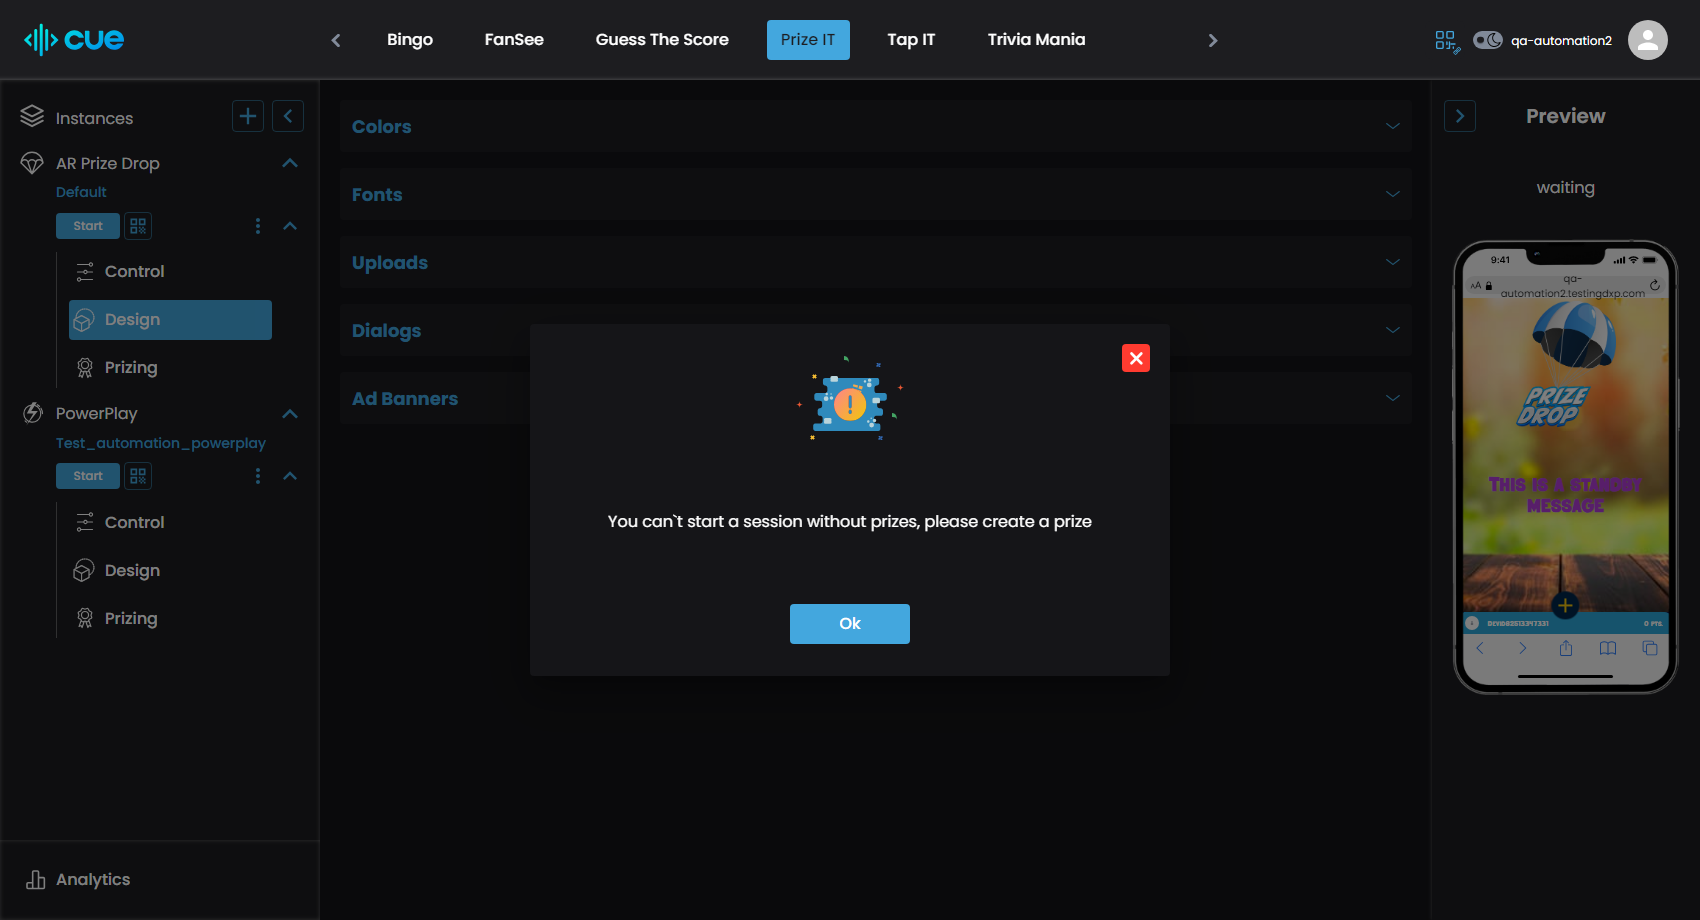 cue
Bingo
FanSee
Guess The Score
Prize IT
Tap IT
Trivia Mania
qa-automation2
Instances
AR Prize Drop
Default
Start
Control
Design
Prizing
PowerPlay
Test_automation_powerplay
Start
Control
Design
Prizing
Analytics
Colors
Fonts
Uploads
Dialogs
Ad Banners
You can`t start a session without prizes, please create a prize
Ok
Preview
waiting
9:41
AA
qa-
automation2.testingdxp.com
PRIZE
DROP
THIS IS A STANDBY
MESSAGE
0 PTS.